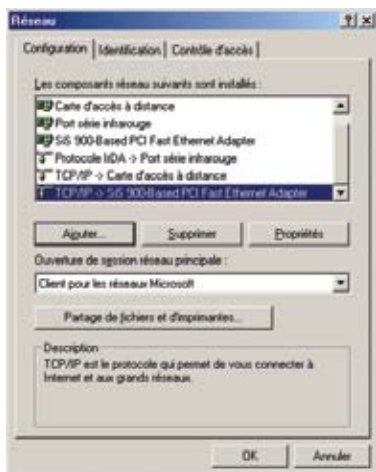 Réseau
Configuration
Identification
Contrôle d'accès
Les composants réseau suivants sont installés :
Carte d'accès à distance
Port série infrarouge
SiS 900-Based PCI Fast Ethernet Adapter
Protocole IrDA -> Port série infrarouge
TCP/IP -> Carte d'accès à distance
TCP/IP -> SiS 900-Based PCI Fast Ethernet Adapter
Ajouter...
Supprimer
Propriétés
Ouverture de session réseau principale :
Client pour les réseaux Microsoft
Partage de fichiers et d'imprimantes...
Description
TCP/IP est le protocole qui permet de vous connecter à
Internet et aux grands réseaux.
OK
Annuler